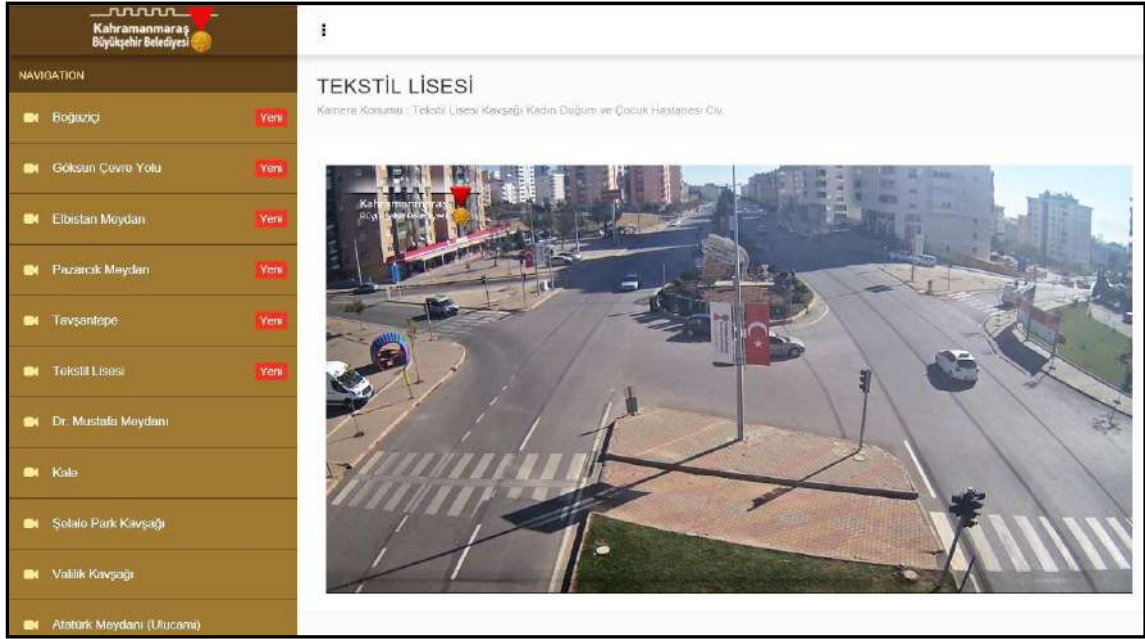 Kahramanmaraş
Büyükşehir Belediyesi
NAVIGATION
Boğaziçi Yeni
Göksun Çevre Yolu Yeni
Elbistan Meydan Yeni
Pazarcık Meydan Yeni
Tavşantepe Yeni
Tekstil Lisesi Yeni
Dr. Mustafa Meydanı
Kale
Şelale Park Kavşağı
Valilik Kavşağı
Atatürk Meydanı (Ulucami)
TEKSTİL LİSESİ
Kamera Konumu : Tekstil Lisesi Kavşağı Kadın Doğum ve Çocuk Hastanesi Civ.
Kahramanmaraş
Büyükşehir Belediyesi